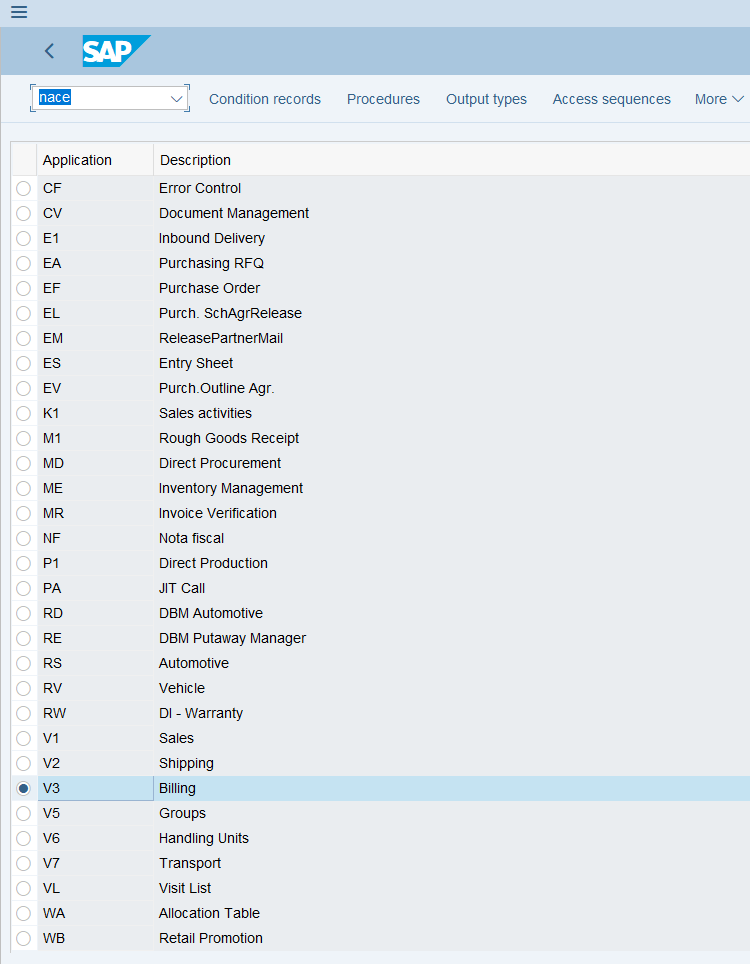 SAP
nace Condition records Procedures Output types Access sequences More
Application Description
CF Error Control
CV Document Management
E1 Inbound Delivery
EA Purchasing RFQ
EF Purchase Order
EL Purch. SchAgrRelease
EM ReleasePartnerMail
ES Entry Sheet
EV Purch.Outline Agr.
K1 Sales activities
M1 Rough Goods Receipt
MD Direct Procurement
ME Inventory Management
MR Invoice Verification
NF Nota fiscal
P1 Direct Production
PA JIT Call
RD DBM Automotive
RE DBM Putaway Manager
RS Automotive
RV Vehicle
RW DI - Warranty
V1 Sales
V2 Shipping
V3 Billing
V5 Groups
V6 Handling Units
V7 Transport
VL Visit List
WA Allocation Table
WB Retail Promotion